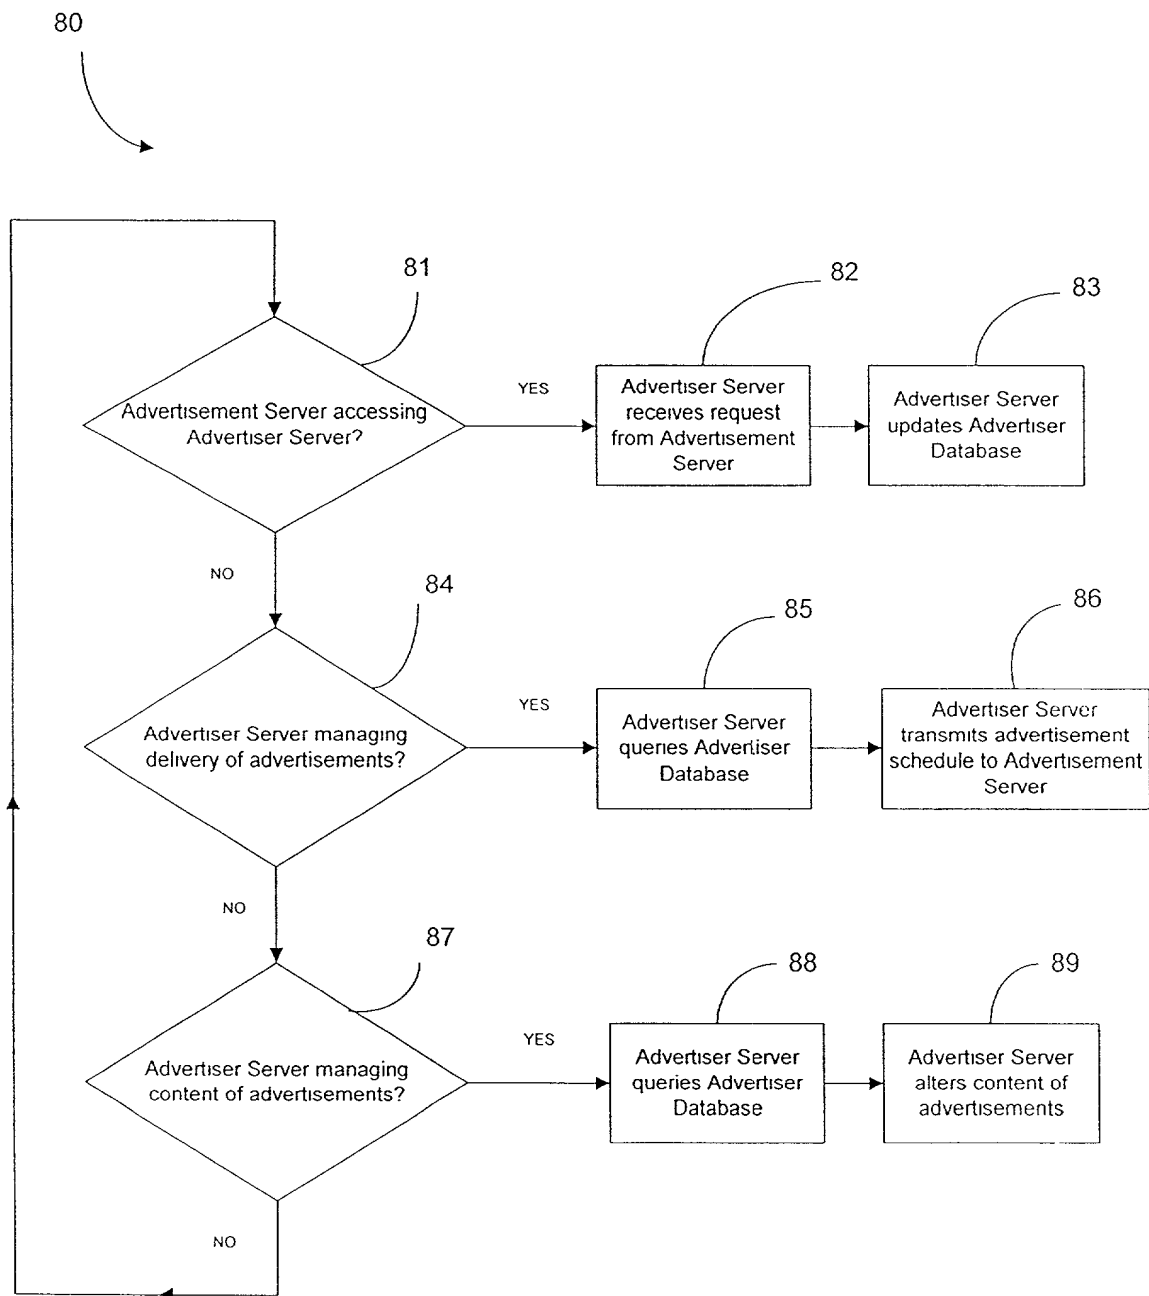 80
81
Advertisement Server accessing
Advertiser Server?
YES
82
Advertiser Server
receives request
from Advertisement
Server
83
Advertiser Server
updates Advertiser
Database
NO
84
Advertiser Server managing
delivery of advertisements?
YES
85
Advertiser Server
queries Advertiser
Database
86
Advertiser Server
transmits advertisement
schedule to Advertisement
Server
NO
87
Advertiser Server managing
content of advertisements?
YES
88
Advertiser Server
queries Advertiser
Database
89
Advertiser Server
alters content of
advertisements
NO